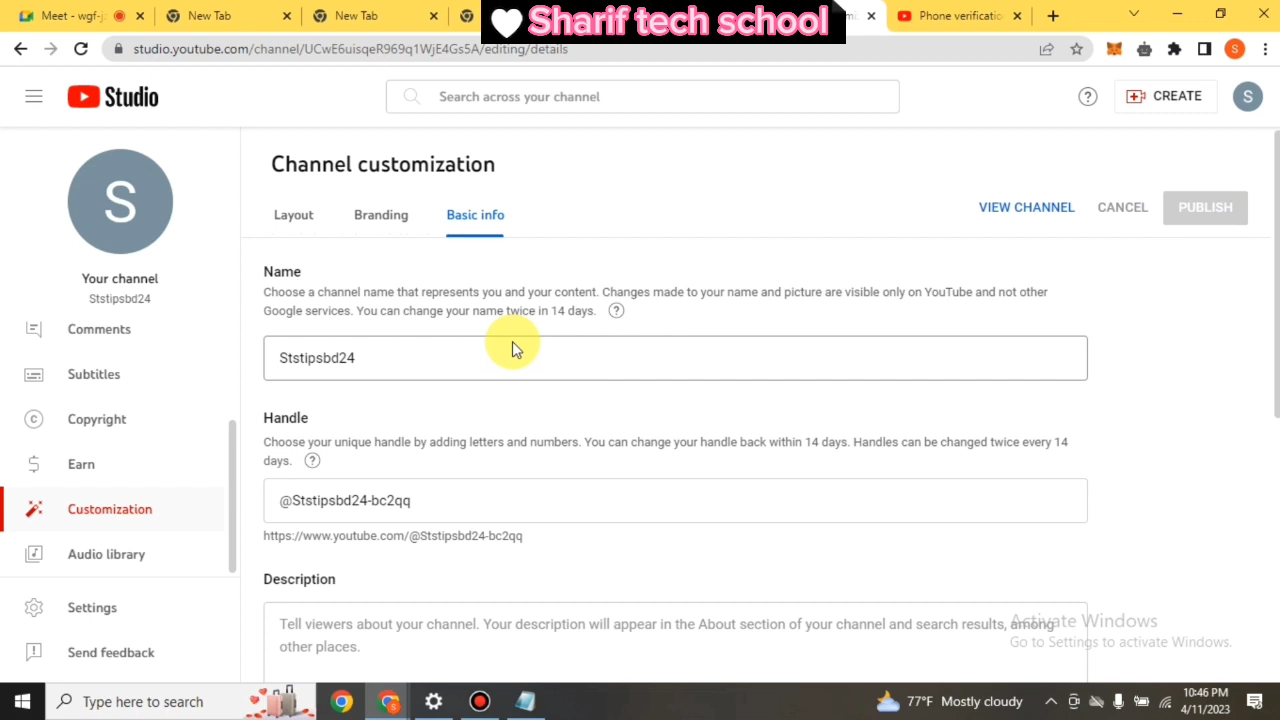 Meet - wgf-maj
New Tab
New Tab
Sharif tech school
Phone verificatio
studio.youtube.com/channel/UCwE6uisqeR969q1WjE4Gs5A/editing/details
S
Studio
Search across your channel
CREATE
S
S
Your channel
Ststipsbd24
Comments
Subtitles
Copyright
Earn
Customization
Audio library
Settings
Send feedback
Channel customization
Layout
Branding
Basic info
VIEW CHANNEL
CANCEL
PUBLISH
Name
Choose a channel name that represents you and your content. Changes made to your name and picture are visible only on YouTube and not other
Google services. You can change your name twice in 14 days.
Ststipsbd24
Handle
Choose your unique handle by adding letters and numbers. You can change your handle back within 14 days. Handles can be changed twice every 14
days.
@Ststipsbd24-bc2qq
https://www.youtube.com/@Ststipsbd24-bc2qq
Description
Tell viewers about your channel. Your description will appear in the About section of your channel and search results, among
other places.
Activate Windows
Go to Settings to activate Windows.
Type here to search
77°F Mostly cloudy
10:46 PM
4/11/2023